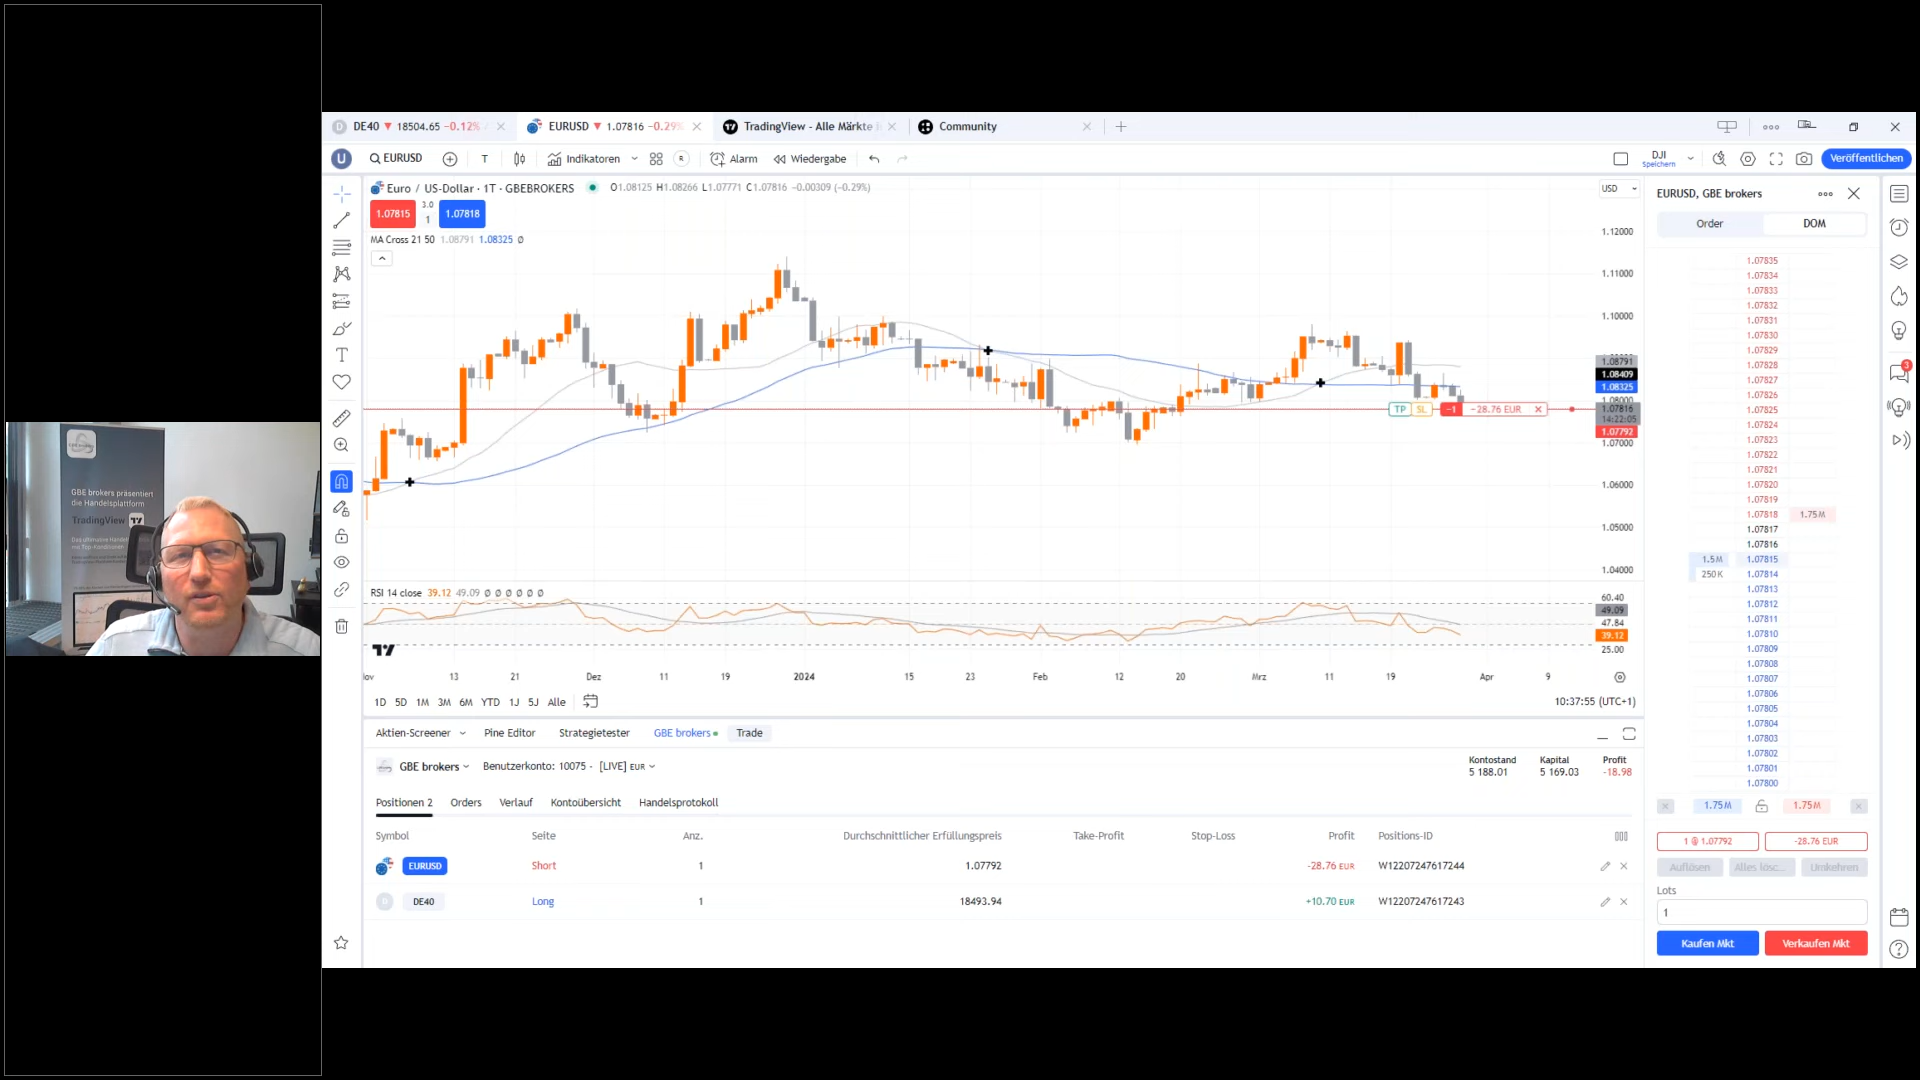 DE40 18504.65 -0.12%
EURUSD 1.07816 -0.29%
TradingView - Alle Märkte
Community
U
EURUSD
T
Indikatoren
R
Alarm
Wiedergabe
DJI
Speichern
Veröffentlichen
Euro / US-Dollar · 1T · GBEBROKERS
O1.08125 H1.08266 L1.07771 C1.07816 -0.00309 (-0.29%)
USD
1.07815
3.0
1
1.07818
MA Cross 21 50 1.08791 1.08325 Ø
1.12000
1.11000
1.10000
1.08791
1.08409
1.08325
1.08000
1.07816
14:22:05
1.07792
1.07000
1.06000
1.05000
1.04000
TP
SL
-1
-28.76 EUR
RSI 14 close 39.12 49.09 Ø Ø Ø Ø Ø Ø
60.40
49.09
47.84
39.12
25.00
13 21 Dez 11 19 2024 15 23 Feb 12 20 Mrz 11 19 Apr 9
1D 5D 1M 3M 6M YTD 1J 5J Alle
10:37:55 (UTC+1)
Aktien-Screener
Pine Editor
Strategietester
GBE brokers
Trade
GBE brokers
Benutzerkonto: 10075 - [LIVE] EUR
Kontostand
5 188.01
Kapital
5 169.03
Profit
-18.98
Positionen 2
Orders
Verlauf
Kontoübersicht
Handelsprotokoll
Symbol Seite Anz. Durchschnittlicher Erfüllungspreis Take-Profit Stop-Loss Profit Positions-ID
EURUSD Short 1 1.07792 -28.76 EUR W12207247617244
D DE40 Long 1 18493.94 +10.70 EUR W12207247617243
EURUSD, GBE brokers
Order
DOM
1.07835
1.07834
1.07833
1.07832
1.07831
1.07830
1.07829
1.07828
1.07827
1.07826
1.07825
1.07824
1.07823
1.07822
1.07821
1.07820
1.07819
1.07818 1.75M
1.07817
1.07816
1.5M 1.07815
250K 1.07814
1.07813
1.07812
1.07811
1.07810
1.07809
1.07808
1.07807
1.07806
1.07805
1.07804
1.07803
1.07802
1.07801
1.07800
1.75M
1.75M
1 @ 1.07792
-28.76 EUR
Auflösen
Alles lösc...
Umkehren
Lots
1
Kaufen Mkt
Verkaufen Mkt
3
GBE brokers präsentiert
die Handelsplattform
TradingView